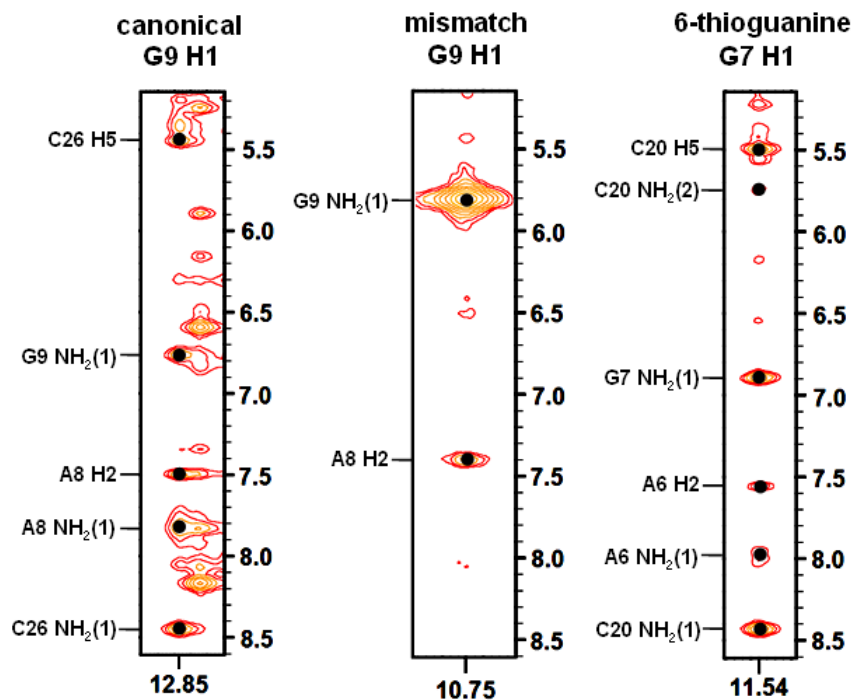 canonical
G9 H1
C26 H5
G9 NH₂(1)
A8 H2
A8 NH₂(1)
C26 NH₂(1)
5.5
6.0
6.5
7.0
7.5
8.0
8.5
12.85
mismatch
G9 H1
G9 NH₂(1)
A8 H2
5.5
6.0
6.5
7.0
7.5
8.0
8.5
10.75
6-thioguanine
G7 H1
C20 H5
C20 NH₂(2)
G7 NH₂(1)
A6 H2
A6 NH₂(1)
C20 NH₂(1)
5.5
6.0
6.5
7.0
7.5
8.0
8.5
11.54